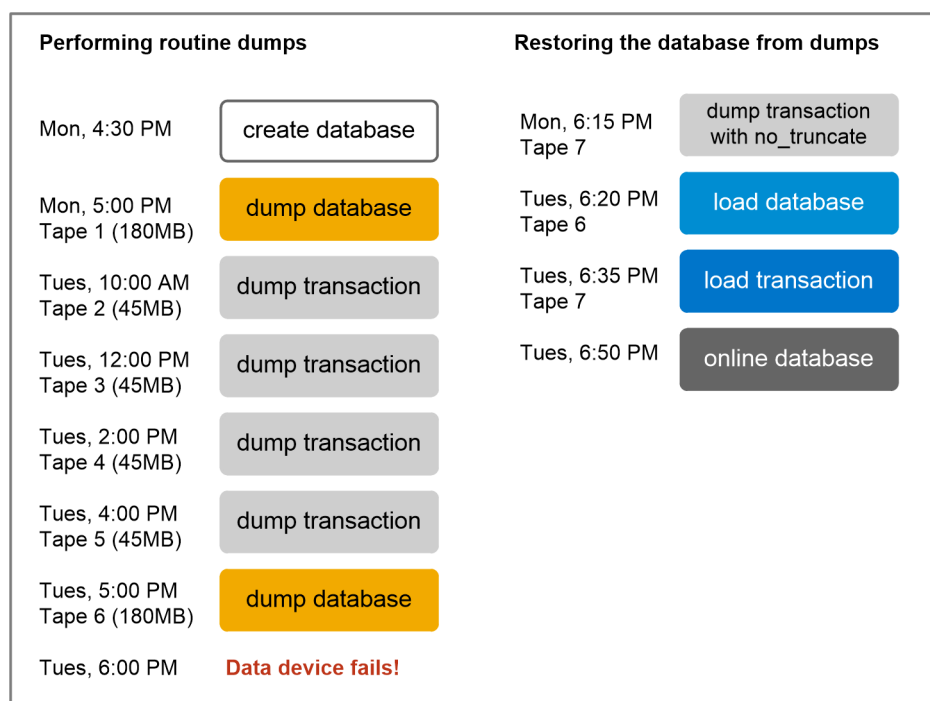 Performing routine dumps
Mon, 4:30 PM
create database
Mon, 5:00 PM
Tape 1 (180MB)
dump database
Tues, 10:00 AM
Tape 2 (45MB)
dump transaction
Tues, 12:00 PM
Tape 3 (45MB)
dump transaction
Tues, 2:00 PM
Tape 4 (45MB)
dump transaction
Tues, 4:00 PM
Tape 5 (45MB)
dump transaction
Tues, 5:00 PM
Tape 6 (180MB)
dump database
Tues, 6:00 PM
Data device fails!
Restoring the database from dumps
Mon, 6:15 PM
Tape 7
dump transaction
with no_truncate
Tues, 6:20 PM
Tape 6
load database
Tues, 6:35 PM
Tape 7
load transaction
Tues, 6:50 PM
online database